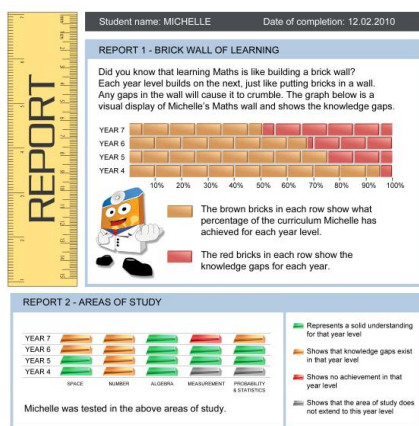 Student name: MICHELLE Date of completion: 12.02.2010
REPORT
REPORT 1 - BRICK WALL OF LEARNING
Did you know that learning Maths is like building a brick wall?
Each year level builds on the next, just like putting bricks in a wall.
Any gaps in the wall will cause it to crumble. The graph below is a
visual display of Michelle's Maths wall and shows the knowledge gaps.
YEAR 7
YEAR 6
YEAR 5
YEAR 4
10% 20% 30% 40% 50% 60% 70% 80% 90% 100%
The brown bricks in each row show what
percentage of the curriculum Michelle has
achieved for each year level.
The red bricks in each row show the
knowledge gaps for each year.
REPORT 2 - AREAS OF STUDY
YEAR 7
YEAR 6
YEAR 5
YEAR 4
SPACE NUMBER ALGEBRA MEASUREMENT PROBABILITY
& STATISTICS
Michelle was tested in the above areas of study.
Represents a solid understanding
for that year level
Shows that knowledge gaps exist
in that year level
Shows no achievement in that
year level
Shows that the area of study does
not extend to this year level